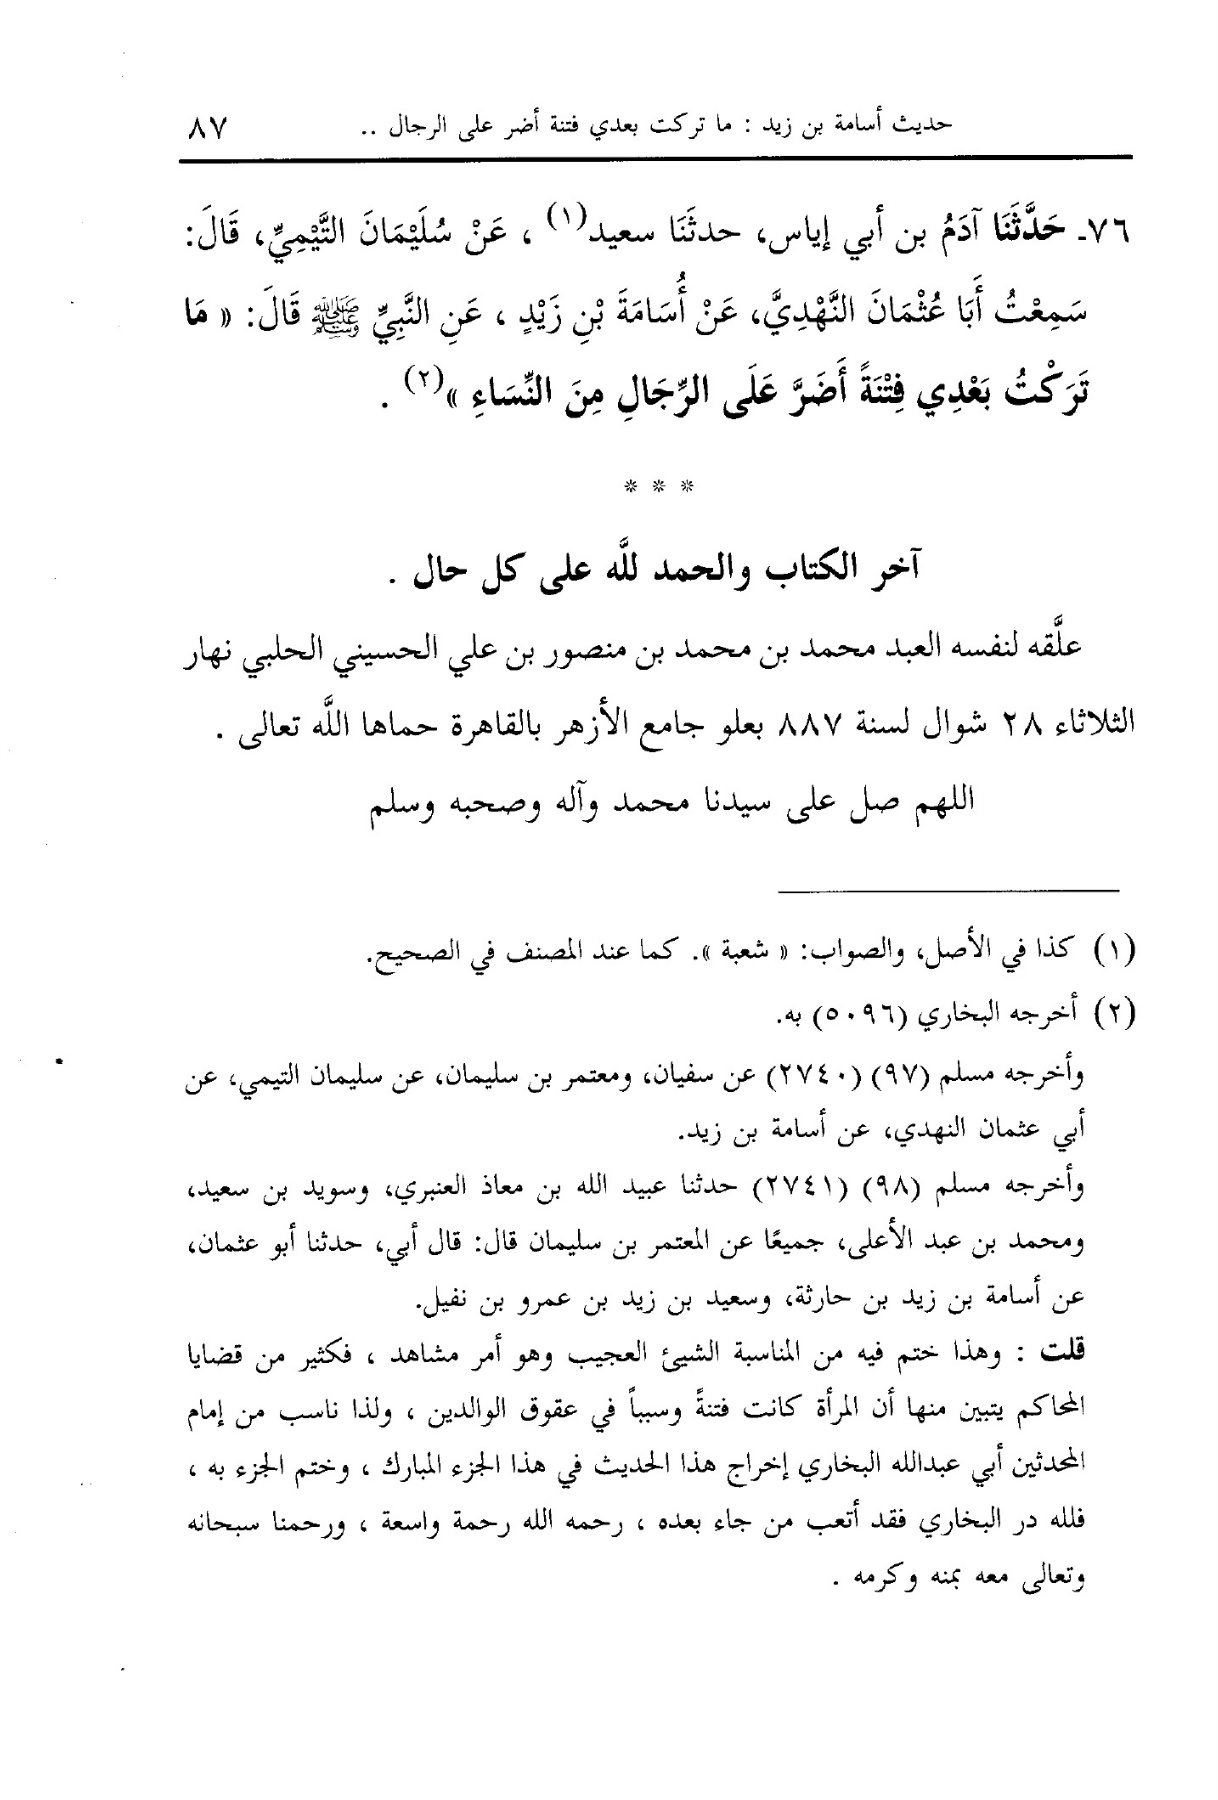 حديث أسامة بن زيد : ما تركت بعدي فتنة أضر على الرجال .. ٨٧
٧٦ـ حَدَّثَنَا آدَمُ بن أبي إياس، حدثَنَا سعيد(١) ، عَنْ سُلَيْمَانَ التَّيْمِيِّ، قَالَ:
سَمِعْتُ أَبَا عُثْمَانَ النَّهْدِيَّ، عَنْ أُسَامَةَ بْنِ زَيْدٍ ، عَنِ النَّبِيِّ ﷺ قَالَ: « مَا
تَرَكْتُ بَعْدِي فِتْنَةً أَضَرَّ عَلَى الرِّجَالِ مِنَ النِّسَاءِ »(٢) .
* * *
آخر الكتاب والحمد للَّه على كل حال .
علَّقه لنفسه العبد محمد بن محمد بن منصور بن علي الحسيني الحلبي نهار
الثلاثاء ٢٨ شوال لسنة ٨٨٧ بعلو جامع الأزهر بالقاهرة حماها اللَّه تعالى .
اللهم صل على سيدنا محمد وآله وصحبه وسلم
(١) كذا في الأصل، والصواب: « شعبة ». كما عند المصنف في الصحيح.
(٢) أخرجه البخاري (٥٠٩٦) به.
وأخرجه مسلم (٩٧) (٢٧٤٠) عن سفيان، ومعتمر بن سليمان، عن سليمان التيمي، عن
أبي عثمان النهدي، عن أسامة بن زيد.
وأخرجه مسلم (٩٨) (٢٧٤١) حدثنا عبيد الله بن معاذ العنبري، وسويد بن سعيد،
ومحمد بن عبد الأعلى، جميعًا عن المعتمر بن سليمان قال: قال أبي، حدثنا أبو عثمان،
عن أسامة بن زيد بن حارثة، وسعيد بن زيد بن عمرو بن نفيل.
قلت : وهذا ختم فيه من المناسبة الشيئ العجيب وهو أمر مشاهد ، فكثير من قضايا
المحاكم يتبين منها أن المرأة كانت فتنةً وسبباً في عقوق الوالدين ، ولذا ناسب من إمام
المحدثين أبي عبدالله البخاري إخراج هذا الحديث في هذا الجزء المبارك ، وختم الجزء به ،
فلله در البخاري فقد أتعب من جاء بعده ، رحمه الله رحمة واسعة ، ورحمنا سبحانه
وتعالى معه بمنه وكرمه .